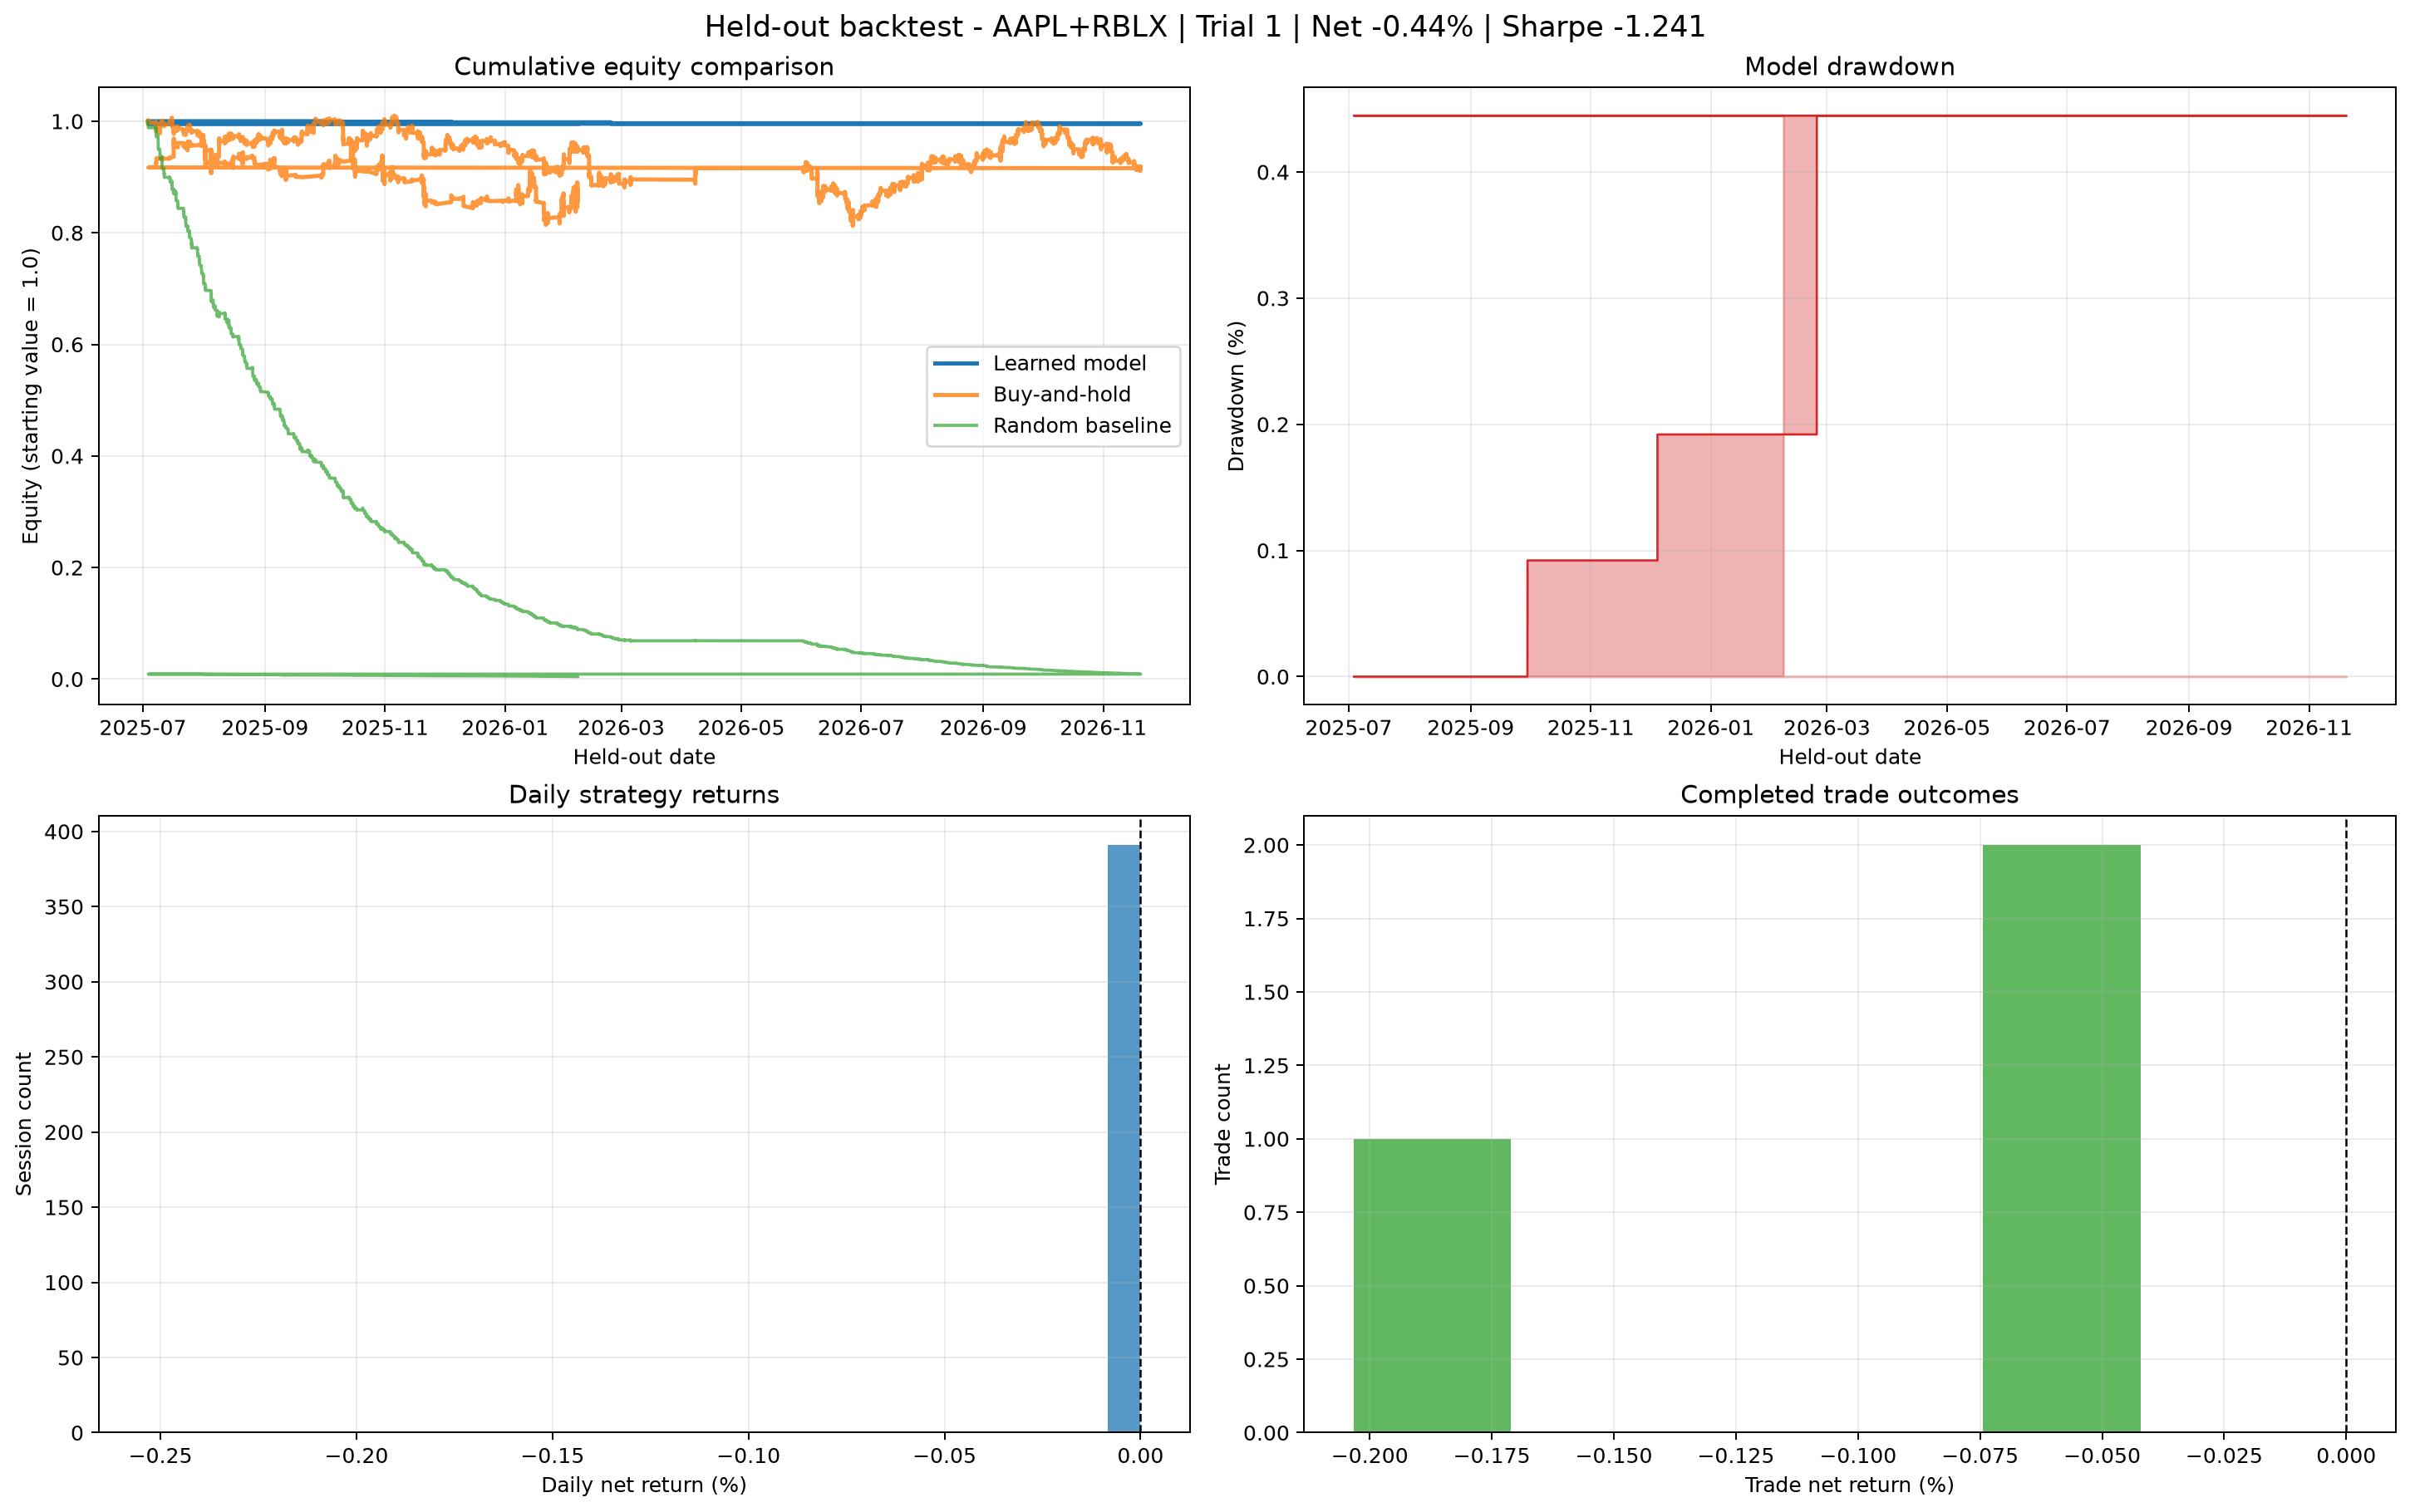 Held-out backtest - AAPL+RBLX | Trial 1 | Net -0.44% | Sharpe -1.241
Cumulative equity comparison
Equity (starting value = 1.0)
1.0
0.8
0.6
0.4
0.2
0.0
Learned model
Buy-and-hold
Random baseline
2025-07 2025-09 2025-11 2026-01 2026-03 2026-05 2026-07 2026-09 2026-11
Held-out date
Model drawdown
Drawdown (%)
0.4
0.3
0.2
0.1
0.0
2025-07 2025-09 2025-11 2026-01 2026-03 2026-05 2026-07 2026-09 2026-11
Held-out date
Daily strategy returns
Session count
400
350
300
250
200
150
100
50
0
−0.25 −0.20 −0.15 −0.10 −0.05 0.00
Daily net return (%)
Completed trade outcomes
Trade count
2.00
1.75
1.50
1.25
1.00
0.75
0.50
0.25
0.00
−0.200 −0.175 −0.150 −0.125 −0.100 −0.075 −0.050 −0.025 0.000
Trade net return (%)